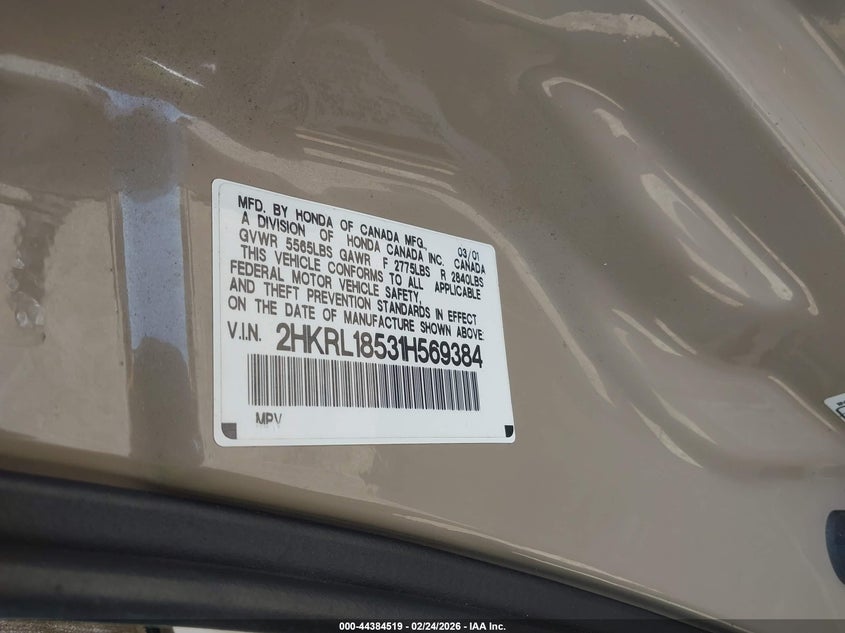 MFD. BY HONDA OF CANADA MFG. 03/01
A DIVISION OF HONDA CANADA INC. CANADA
GVWR 5565LBS GAWR F 2775LBS R 2840LBS
THIS VEHICLE CONFORMS TO ALL APPLICABLE
FEDERAL MOTOR VEHICLE SAFETY,
AND THEFT PREVENTION STANDARDS IN EFFECT
ON THE DATE OF MANUFACTURE SHOWN ABOVE.
V.I.N. 2HKRL18531H569384
MPV
000-44384519 - 02/24/2026 - IAA Inc.